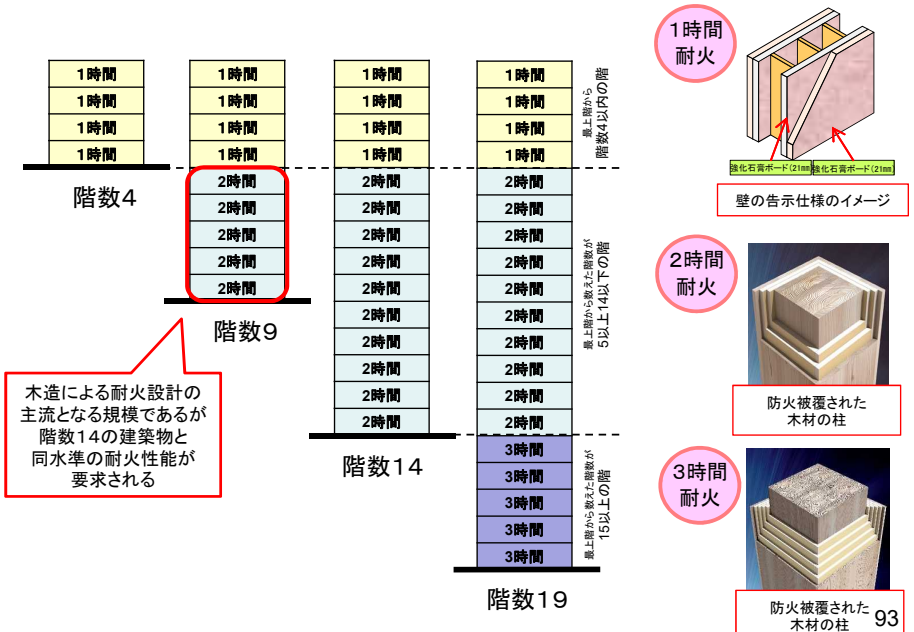 1時間
1時間
1時間
1時間
階数4
1時間
1時間
1時間
1時間
2時間
2時間
2時間
2時間
2時間
階数9
木造による耐火設計の
主流となる規模であるが
階数14の建築物と
同水準の耐火性能が
要求される
1時間
1時間
1時間
1時間
2時間
2時間
2時間
2時間
2時間
2時間
2時間
2時間
2時間
2時間
階数14
1時間
1時間
1時間
1時間
2時間
2時間
2時間
2時間
2時間
2時間
2時間
2時間
2時間
2時間
3時間
3時間
3時間
3時間
3時間
階数19
最上階から
階数4以内の階
最上階から数えた階数が
5以上14以下の階
最上階から数えた階数が
15以上の階
1時間
耐火
強化石膏ボード(21mm)
強化石膏ボード(21mm)
壁の告示仕様のイメージ
2時間
耐火
防火被覆された
木材の柱
3時間
耐火
防火被覆された
木材の柱
93